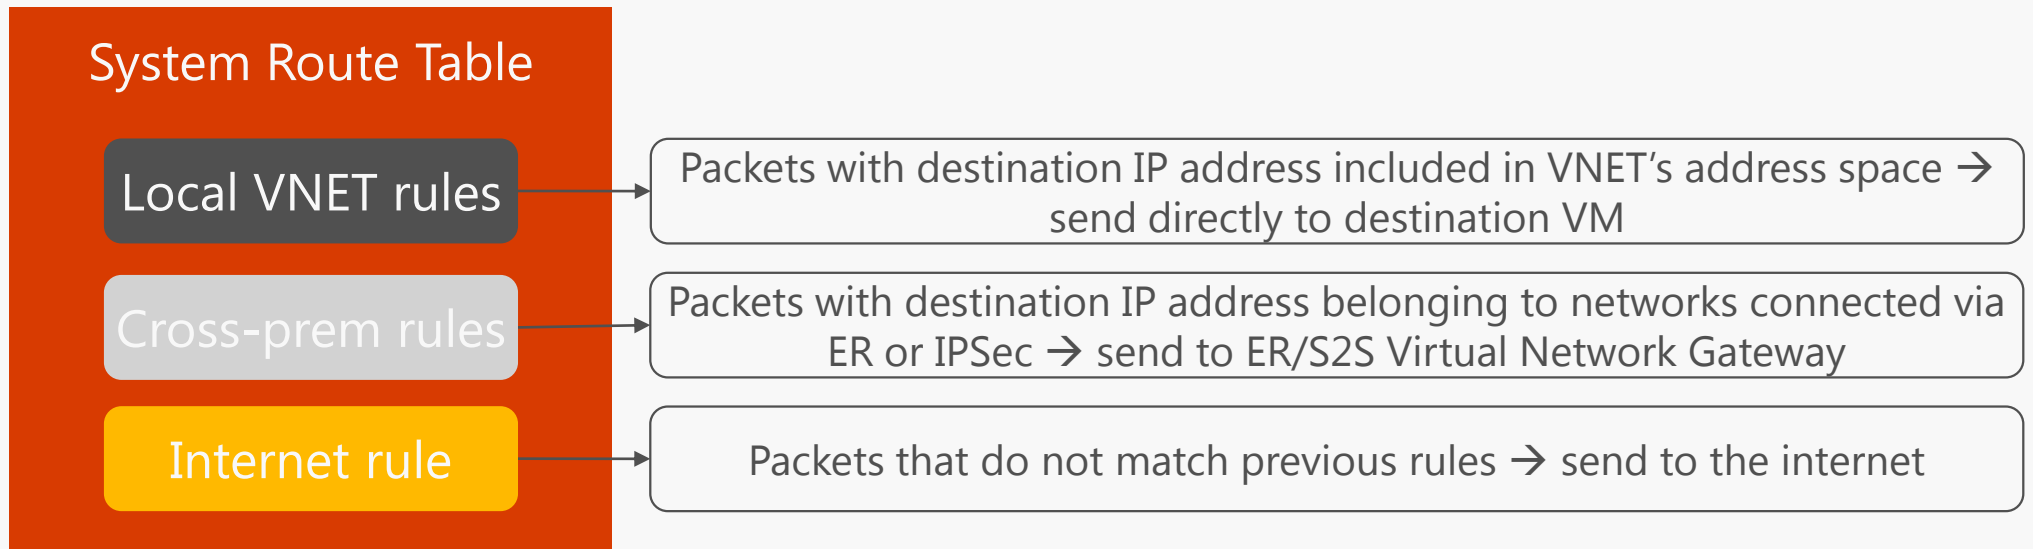 System Route Table
Local VNET rules
Packets with destination IP address included in VNET’s address space →
send directly to destination VM
Cross-prem rules
Packets with destination IP address belonging to networks connected via
ER or IPSec → send to ER/S2S Virtual Network Gateway
Internet rule
Packets that do not match previous rules → send to the internet